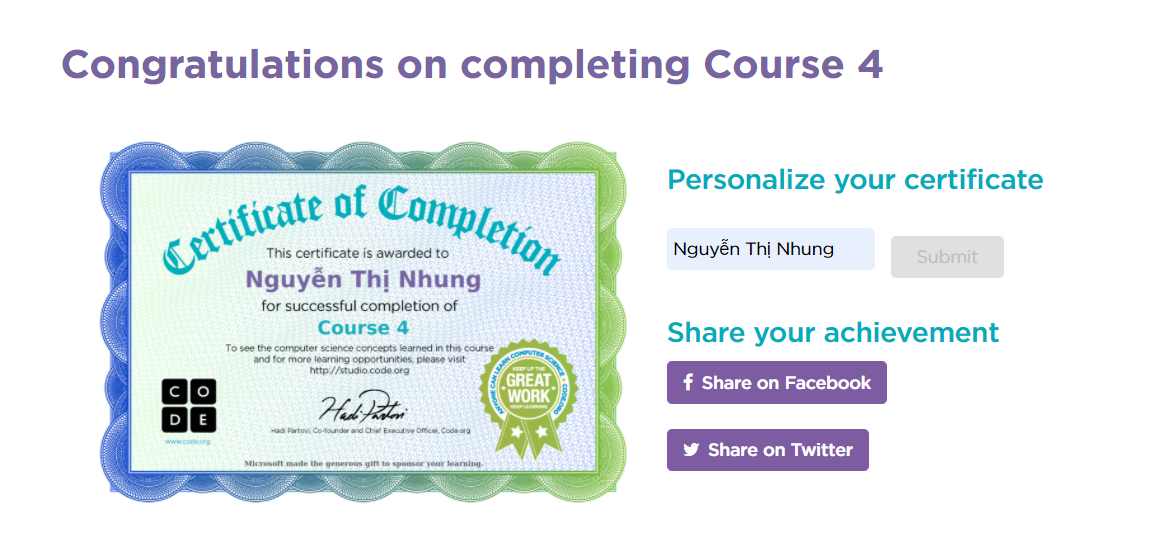 Congratulations on completing Course 4
Certificate of Completion
This certificate is awarded to
Nguyễn Thị Nhung
for successful completion of
Course 4
To see the computer science concepts learned in this course
and for more learning opportunities, please visit
http://studio.code.org
C O
D E
www.code.org
Hadi Partovi
Hadi Partovi, Co-founder and Chief Executive Officer, Code.org
Microsoft made the generous gift to sponsor your learning.
ANYONE CAN LEARN COMPUTER SCIENCE • CODE.ORG
KEEP UP THE
GREAT
WORK
KEEP LEARNING
Personalize your certificate
Nguyễn Thị Nhung
Submit
Share your achievement
Share on Facebook
Share on Twitter